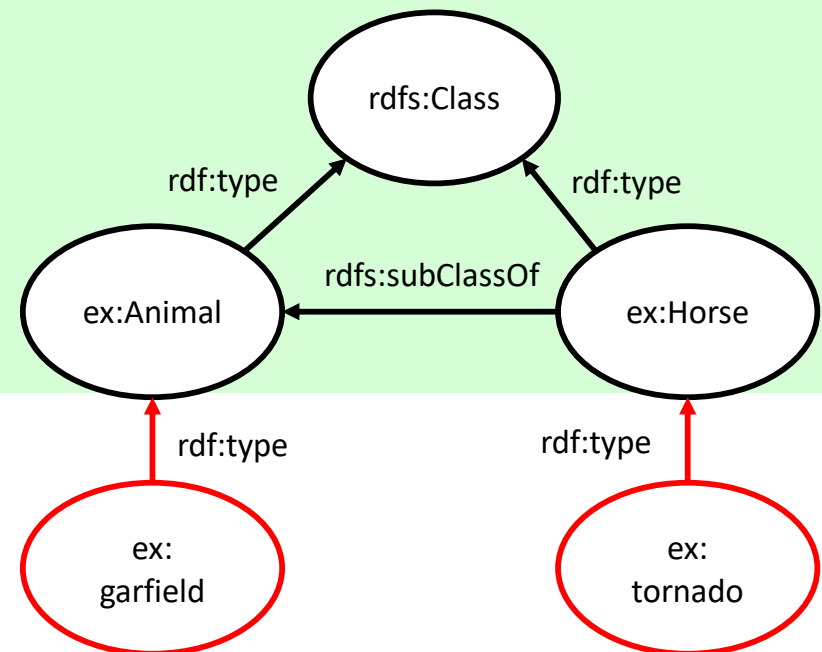 rdfs:Class
rdf:type
rdf:type
rdfs:subClassOf
ex:Animal
ex:Horse
rdf:type
rdf:type
ex:
garfield
ex:
tornado